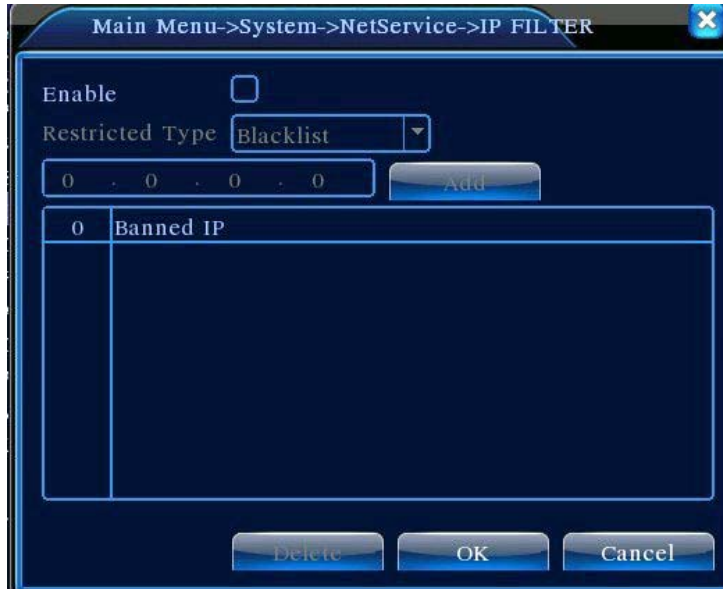 Main Menu->System->NetService->IP FILTER
Enable
Restricted Type Blacklist
0 . 0 . 0 . 0 Add
0 Banned IP
Delete OK Cancel